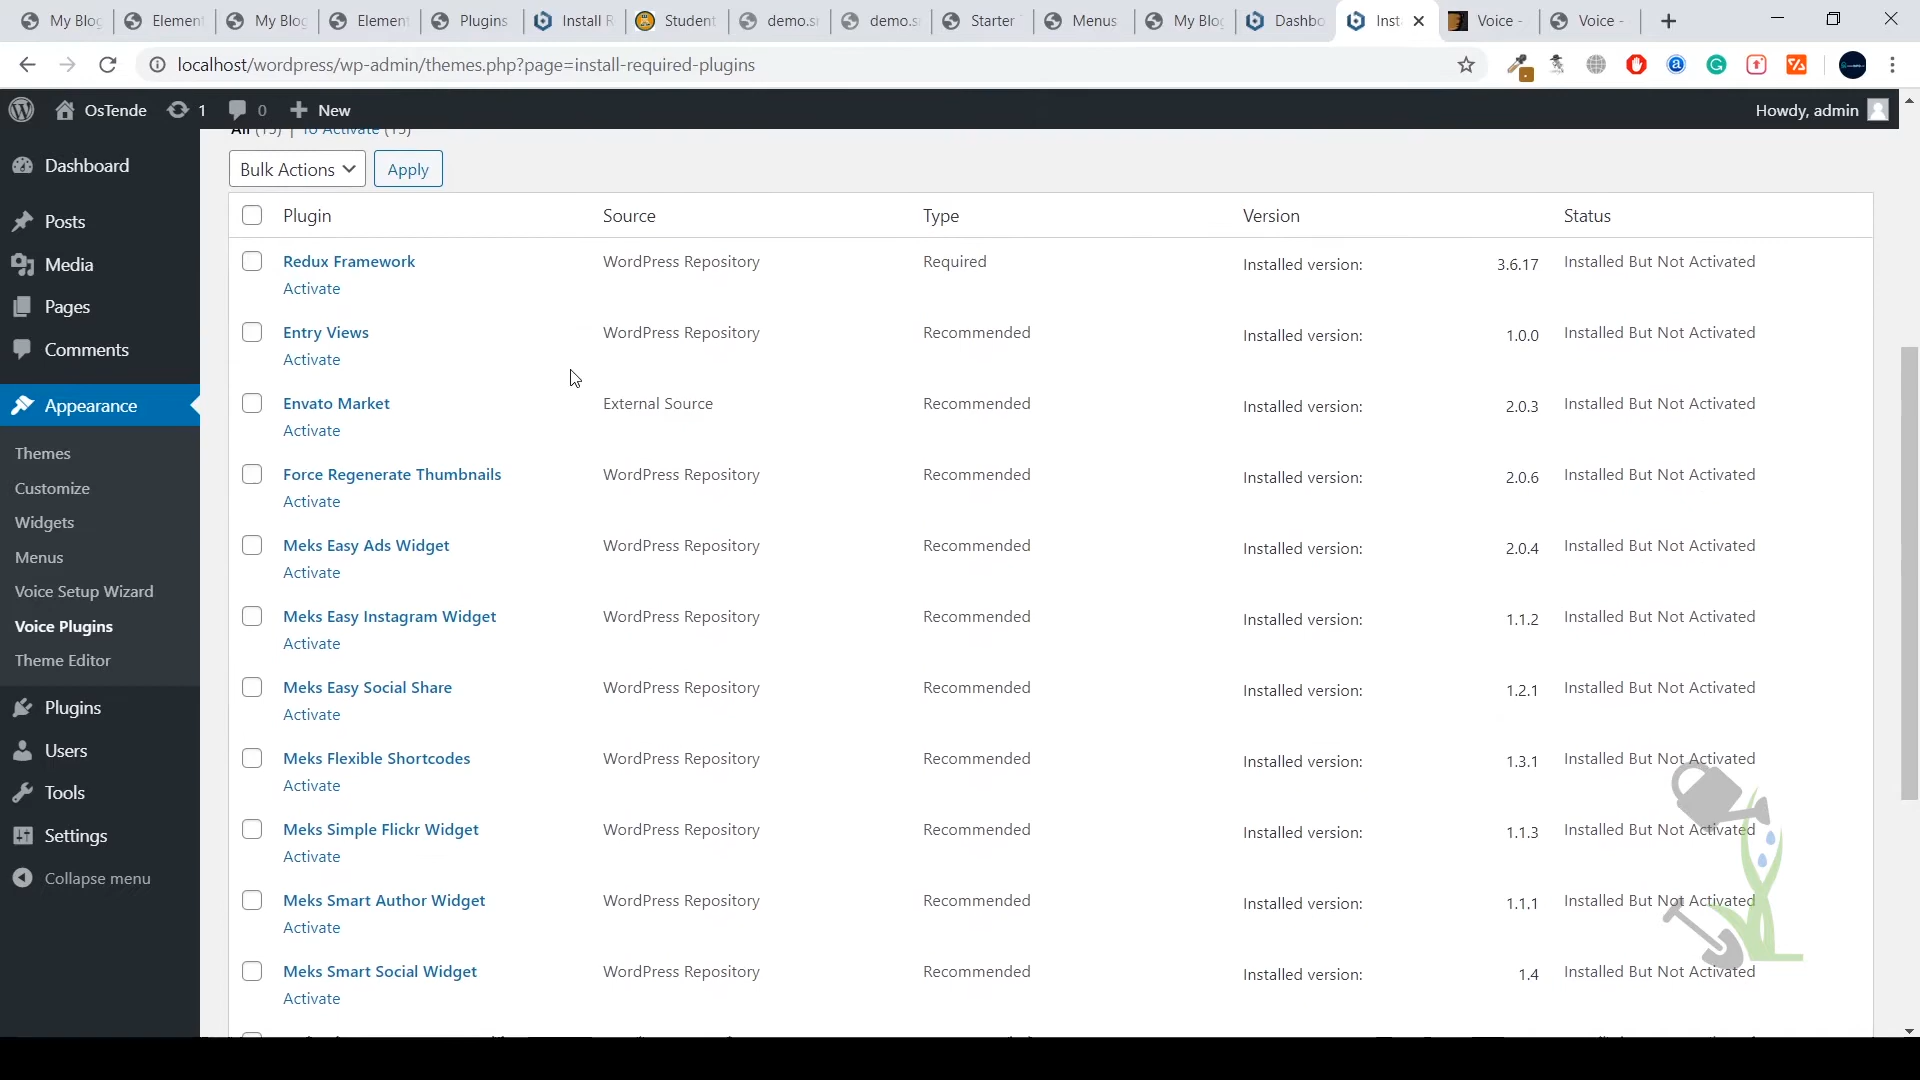 My Blog
Element
My Blog
Element
Plugins
Install R
Student
demo.s
demo.s
Starter
Menus
My Blog
Dashbo
Inst
Voice -
Voice -
localhost/wordpress/wp-admin/themes.php?page=install-required-plugins
OsTende
1
0
New
Howdy, admin
All (15) | To Activate (15)
Bulk Actions
Apply
Dashboard
Posts
Media
Pages
Comments
Appearance
Themes
Customize
Widgets
Menus
Voice Setup Wizard
Voice Plugins
Theme Editor
Plugins
Users
Tools
Settings
Collapse menu
Plugin Source Type Version Status
Redux Framework WordPress Repository Required Installed version: 3.6.17 Installed But Not Activated
Activate
Entry Views WordPress Repository Recommended Installed version: 1.0.0 Installed But Not Activated
Activate
Envato Market External Source Recommended Installed version: 2.0.3 Installed But Not Activated
Activate
Force Regenerate Thumbnails WordPress Repository Recommended Installed version: 2.0.6 Installed But Not Activated
Activate
Meks Easy Ads Widget WordPress Repository Recommended Installed version: 2.0.4 Installed But Not Activated
Activate
Meks Easy Instagram Widget WordPress Repository Recommended Installed version: 1.1.2 Installed But Not Activated
Activate
Meks Easy Social Share WordPress Repository Recommended Installed version: 1.2.1 Installed But Not Activated
Activate
Meks Flexible Shortcodes WordPress Repository Recommended Installed version: 1.3.1 Installed But Not Activated
Activate
Meks Simple Flickr Widget WordPress Repository Recommended Installed version: 1.1.3 Installed But Not Activated
Activate
Meks Smart Author Widget WordPress Repository Recommended Installed version: 1.1.1 Installed But Not Activated
Activate
Meks Smart Social Widget WordPress Repository Recommended Installed version: 1.4 Installed But Not Activated
Activate